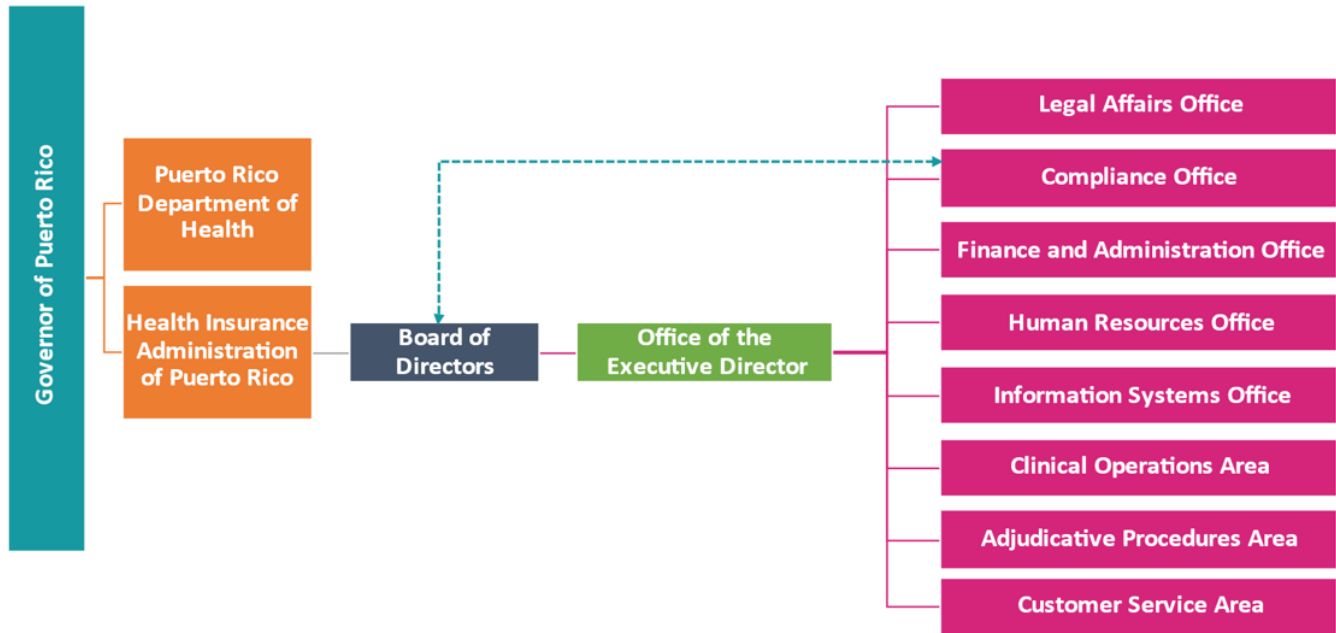 Governor of Puerto Rico
Puerto Rico
Department of
Health
Health Insurance
Administration
of Puerto Rico
Board of
Directors
Office of the
Executive Director
Legal Affairs Office
Compliance Office
Finance and Administration Office
Human Resources Office
Information Systems Office
Clinical Operations Area
Adjudicative Procedures Area
Customer Service Area